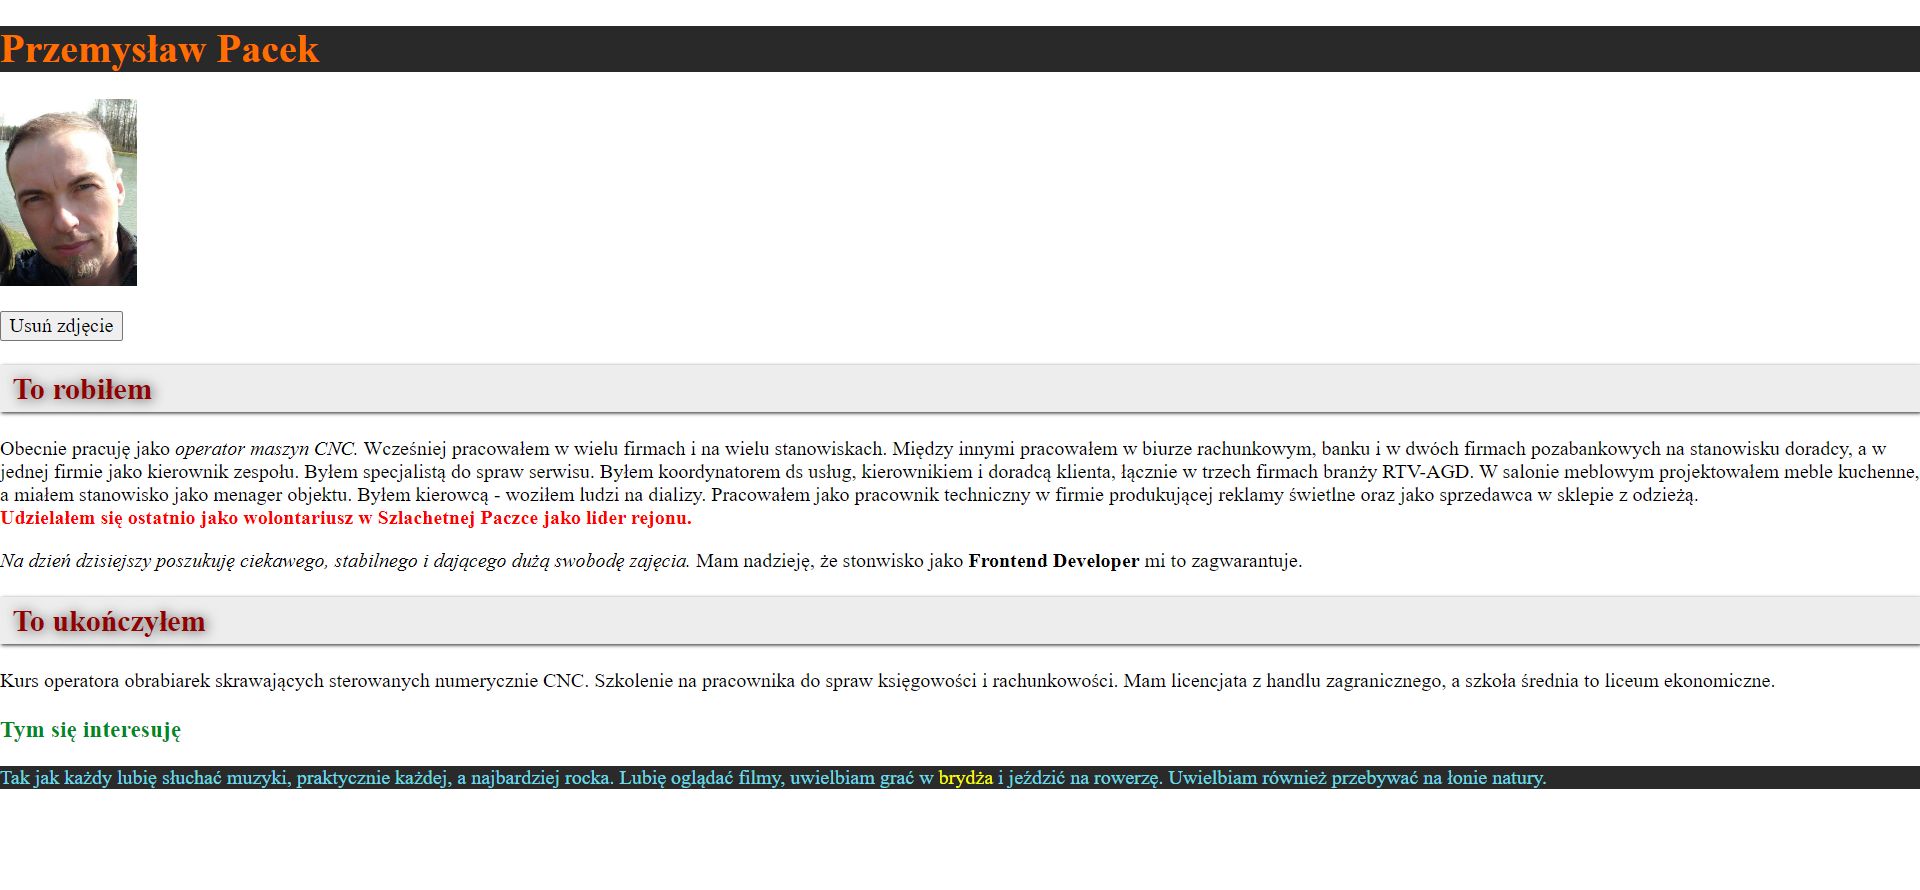 Przemysław Pacek
Usuń zdjęcie
To robiłem
Obecnie pracuję jako operator maszyn CNC. Wcześniej pracowałem w wielu firmach i na wielu stanowiskach. Między innymi pracowałem w biurze rachunkowym, banku i w dwóch firmach pozabankowych na stanowisku doradcy, a w
jednej firmie jako kierownik zespołu. Byłem specjalistą do spraw serwisu. Byłem koordynatorem ds usług, kierownikiem i doradcą klienta, łącznie w trzech firmach branży RTV-AGD. W salonie meblowym projektowałem meble kuchenne,
a miałem stanowisko jako menager objektu. Byłem kierowcą - woziłem ludzi na dializy. Pracowałem jako pracownik techniczny w firmie produkującej reklamy świetlne oraz jako sprzedawca w sklepie z odzieżą.
Udzielałem się ostatnio jako wolontariusz w Szlachetnej Paczce jako lider rejonu.
Na dzień dzisiejszy poszukuję ciekawego, stabilnego i dającego dużą swobodę zajęcia. Mam nadzieję, że stonwisko jako Frontend Developer mi to zagwarantuje.
To ukończyłem
Kurs operatora obrabiarek skrawających sterowanych numerycznie CNC. Szkolenie na pracownika do spraw księgowości i rachunkowości. Mam licencjata z handlu zagranicznego, a szkoła średnia to liceum ekonomiczne.
Tym się interesuję
Tak jak każdy lubię słuchać muzyki, praktycznie każdej, a najbardziej rocka. Lubię oglądać filmy, uwielbiam grać w brydża i jeździć na rowerzę. Uwielbiam również przebywać na łonie natury.